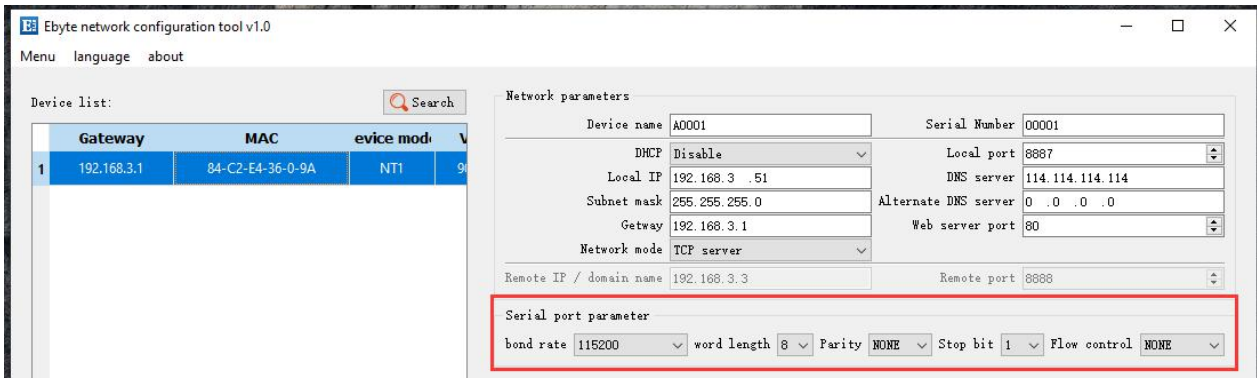 Ebyte network configuration tool v1.0
Menu language about
Device list: Search
Gateway MAC evice mod V
1 192.168.3.1 84-C2-E4-36-0-9A NT1 90
Network parameters
Device name A0001 Serial Number 00001
DHCP Disable Local port 8887
Local IP 192.168.3 .51 DNS server 114.114.114.114
Subnet mask 255.255.255.0 Alternate DNS server 0 .0 .0 .0
Getway 192.168.3.1 Web server port 80
Network mode TCP server
Remote IP / domain name 192.168.3.3 Remote port 8888
Serial port parameter
bond rate 115200 word length 8 Parity NONE Stop bit 1 Flow control NONE